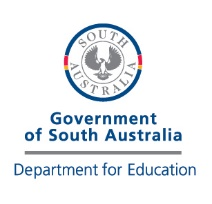 SOUTH
AUSTRALIA
Government
of South Australia
Department for Education